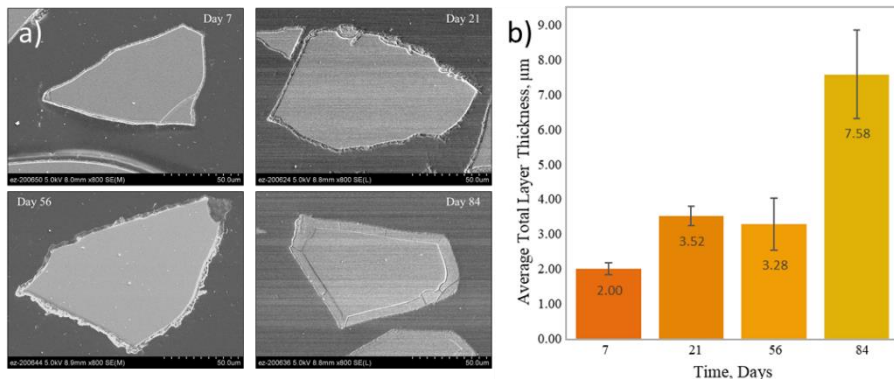 a)
Day 7
ez-200650 5.0kV 8.0mm x800 SE(M)
50.0um
Day 21
ez-200624 5.0kV 8.8mm x800 SE(L)
50.0um
Day 56
ez-200644 5.0kV 8.9mm x800 SE(M)
50.0um
Day 84
ez-200636 5.0kV 8.6mm x800 SE(L)
50.0um
b)
Average Total Layer Thickness, μm
9.00
8.00
7.00
6.00
5.00
4.00
3.00
2.00
1.00
0.00
2.00
3.52
3.28
7.58
7
21
56
84
Time, Days